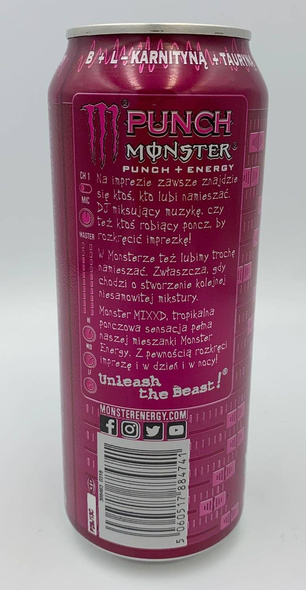 B + L-KARNITYNĄ + TAURYN
PUNCH
MONSTER
PUNCH + ENERGY
CH 1
MIC
MASTER
Na imprezie zawsze znajdzie
się ktoś, kto lubi namieszać.
DJ miksujący muzykę, czy
też ktoś robiący poncz, by
rozkręcić imprezkę!
W Monsterze też lubimy trochę
namieszać. Zwłaszcza, gdy
chodzi o stworzenie kolejnej
niesamowitej mikstury.
Monster MIXXD, tropikalna
ponczowa sensacja pełna
naszej mieszanki Monster
Energy. Z pewnością rozkręci
imprezę i w dzień i w nocy!
Unleash
the Beast!®
MONSTERENERGY.COM
5 060517 884741